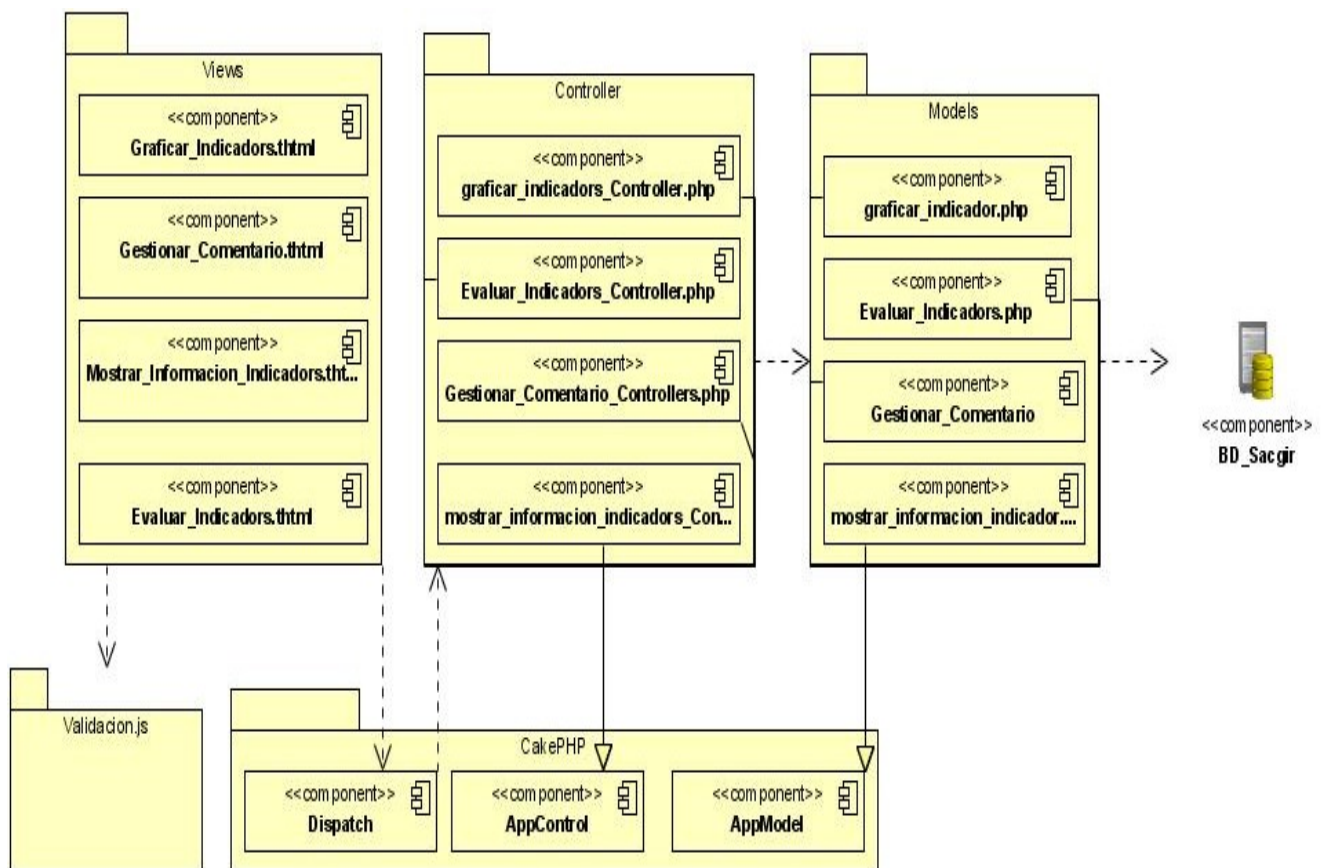 Views
<<component>>
Graficar_Indicadors.thtml
<<component>>
Gestionar_Comentario.thtml
<<component>>
Mostrar_Informacion_Indicadors.tht...
<<component>>
Evaluar_Indicadors.thtml
Controller
<<component>>
graficar_indicadors_Controller.php
<<component>>
Evaluar_Indicadors_Controller.php
<<component>>
Gestionar_Comentario_Controllers.php
<<component>>
mostrar_informacion_indicadors_Con...
Models
<<component>>
graficar_indicador.php
<<component>>
Evaluar_Indicadors.php
<<component>>
Gestionar_Comentario
<<component>>
mostrar_informacion_indicador....
<<component>>
BD_Sacgir
Validacion.js
CakePHP
<<component>>
Dispatch
<<component>>
AppControl
<<component>>
AppModel